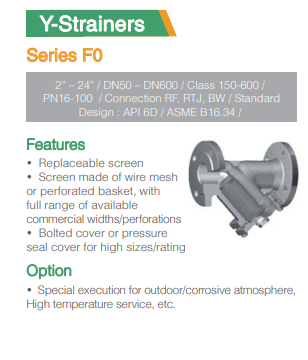 Y-Strainers
Series F0
2” – 24” / DN50 – DN600 / Class 150-600 /
PN16-100 / Connection RF, RTJ, BW / Standard
Design : API 6D / ASME B16.34 /
Features
• Replaceable screen
• Screen made of wire mesh
or perforated basket, with
full range of available
commercial widths/perforations
• Bolted cover or pressure
seal cover for high sizes/rating
Option
• Special execution for outdoor/corrosive atmosphere,
High temperature service, etc.